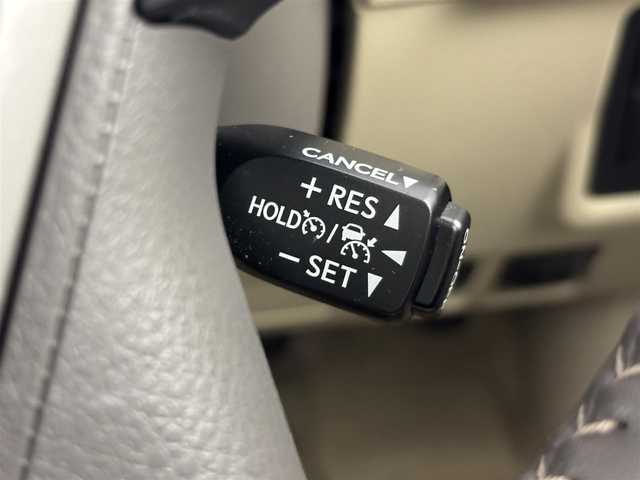 CANCEL▼
+ RES ▲
HOLD / ◀
− SET ▼